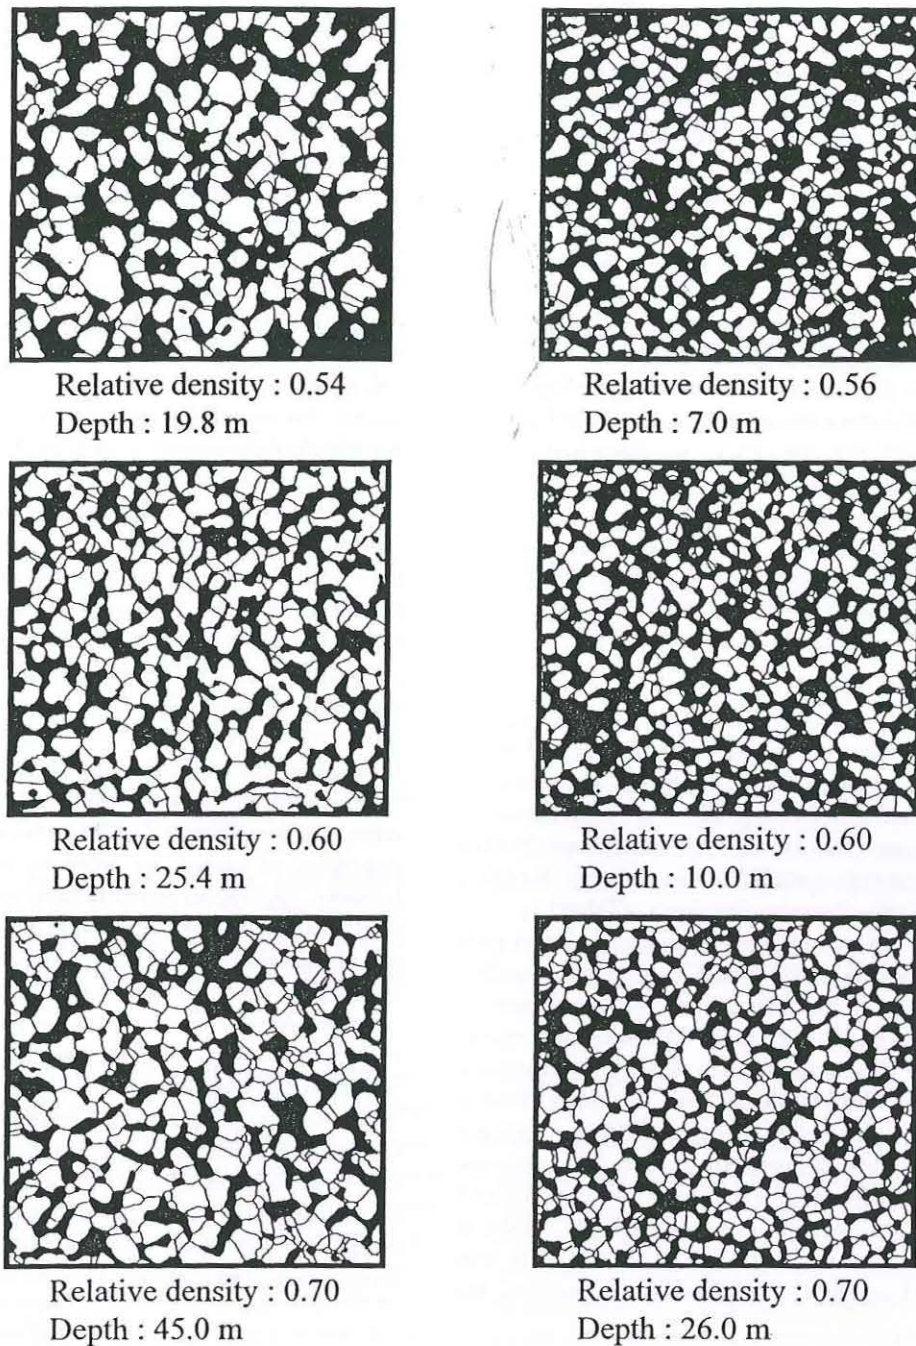 Relative density : 0.54
Depth : 19.8 m
Relative density : 0.56
Depth : 7.0 m
Relative density : 0.60
Depth : 25.4 m
Relative density : 0.60
Depth : 10.0 m
Relative density : 0.70
Depth : 45.0 m
Relative density : 0.70
Depth : 26.0 m